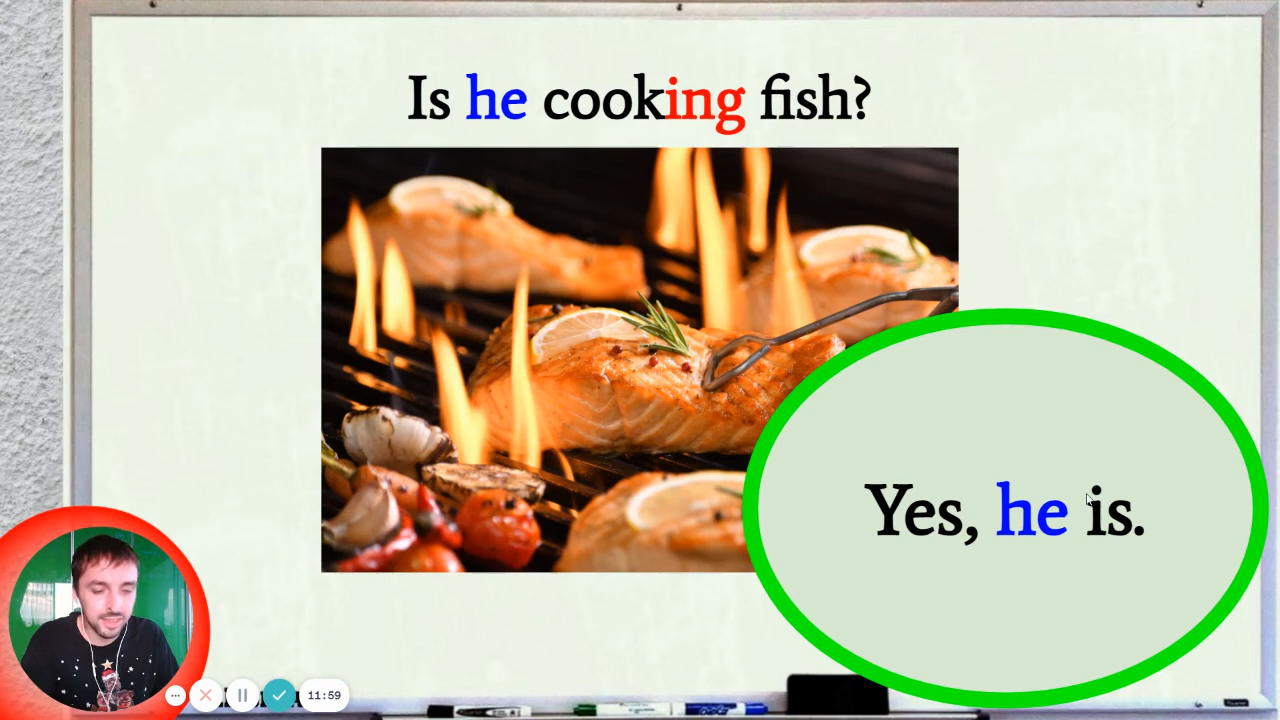 Is he cooking fish?
Yes, he is.
11:59